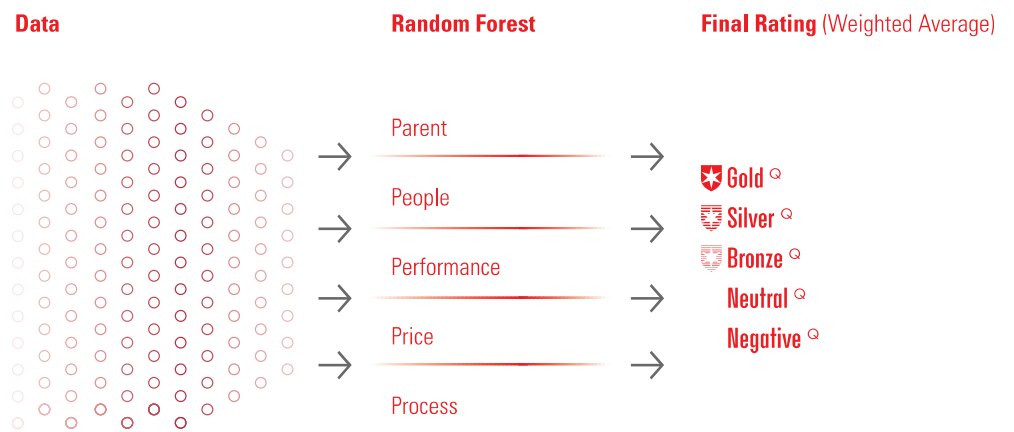 Data
Random Forest
Final Rating (Weighted Average)
Parent
People
Performance
Price
Process
Gold Q
Silver Q
Bronze Q
Neutral Q
Negative Q